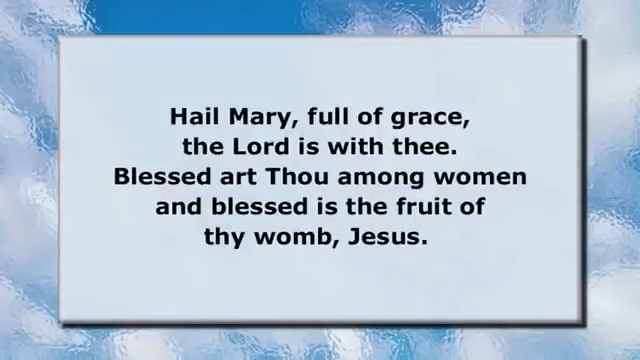 Hail Mary, full of grace,
the Lord is with thee.
Blessed art Thou among women
and blessed is the fruit of
thy womb, Jesus.